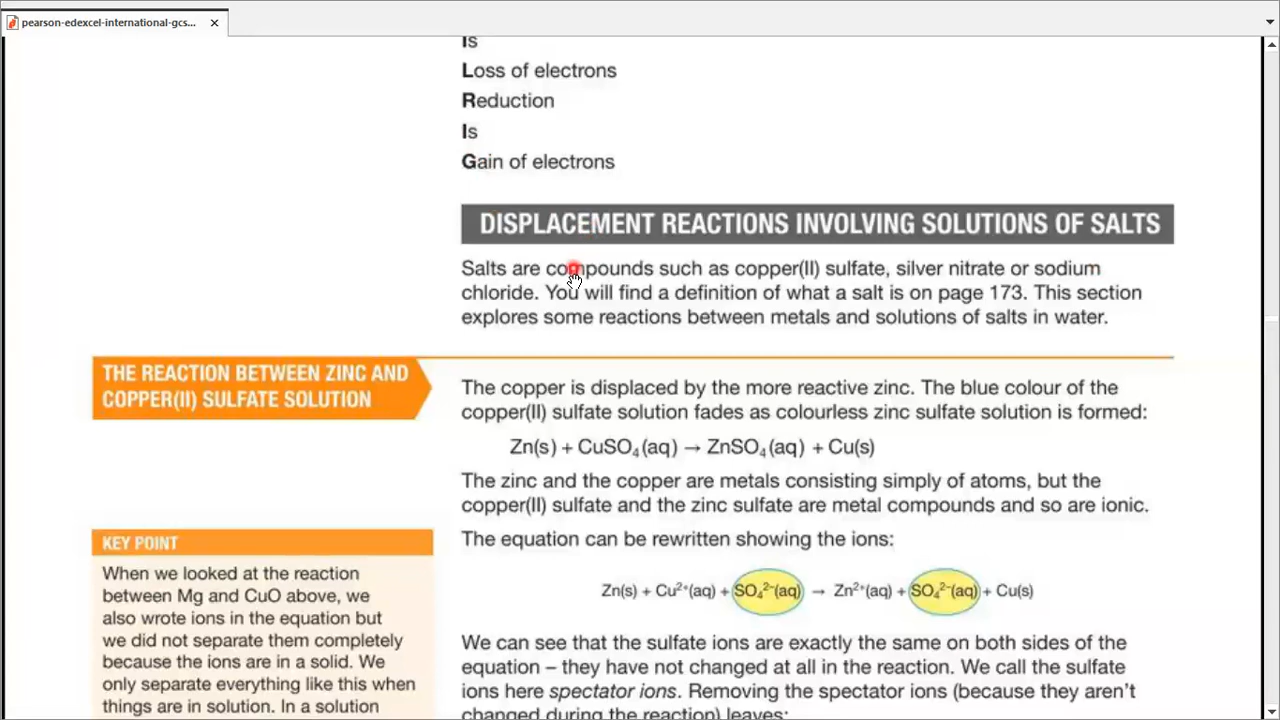 pearson-edexcel-international-gcs...
Is
Loss of electrons
Reduction
Is
Gain of electrons
DISPLACEMENT REACTIONS INVOLVING SOLUTIONS OF SALTS
Salts are compounds such as copper(II) sulfate, silver nitrate or sodium
chloride. You will find a definition of what a salt is on page 173. This section
explores some reactions between metals and solutions of salts in water.
THE REACTION BETWEEN ZINC AND
COPPER(II) SULFATE SOLUTION
The copper is displaced by the more reactive zinc. The blue colour of the
copper(II) sulfate solution fades as colourless zinc sulfate solution is formed:
Zn(s) + CuSO₄(aq) → ZnSO₄(aq) + Cu(s)
The zinc and the copper are metals consisting simply of atoms, but the
copper(II) sulfate and the zinc sulfate are metal compounds and so are ionic.
The equation can be rewritten showing the ions:
Zn(s) + Cu²⁺(aq) + SO₄²⁻(aq) → Zn²⁺(aq) + SO₄²⁻(aq) + Cu(s)
We can see that the sulfate ions are exactly the same on both sides of the
equation – they have not changed at all in the reaction. We call the sulfate
ions here spectator ions. Removing the spectator ions (because they aren't
changed during the reaction) leaves:
KEY POINT
When we looked at the reaction
between Mg and CuO above, we
also wrote ions in the equation but
we did not separate them completely
because the ions are in a solid. We
only separate everything like this when
things are in solution. In a solution